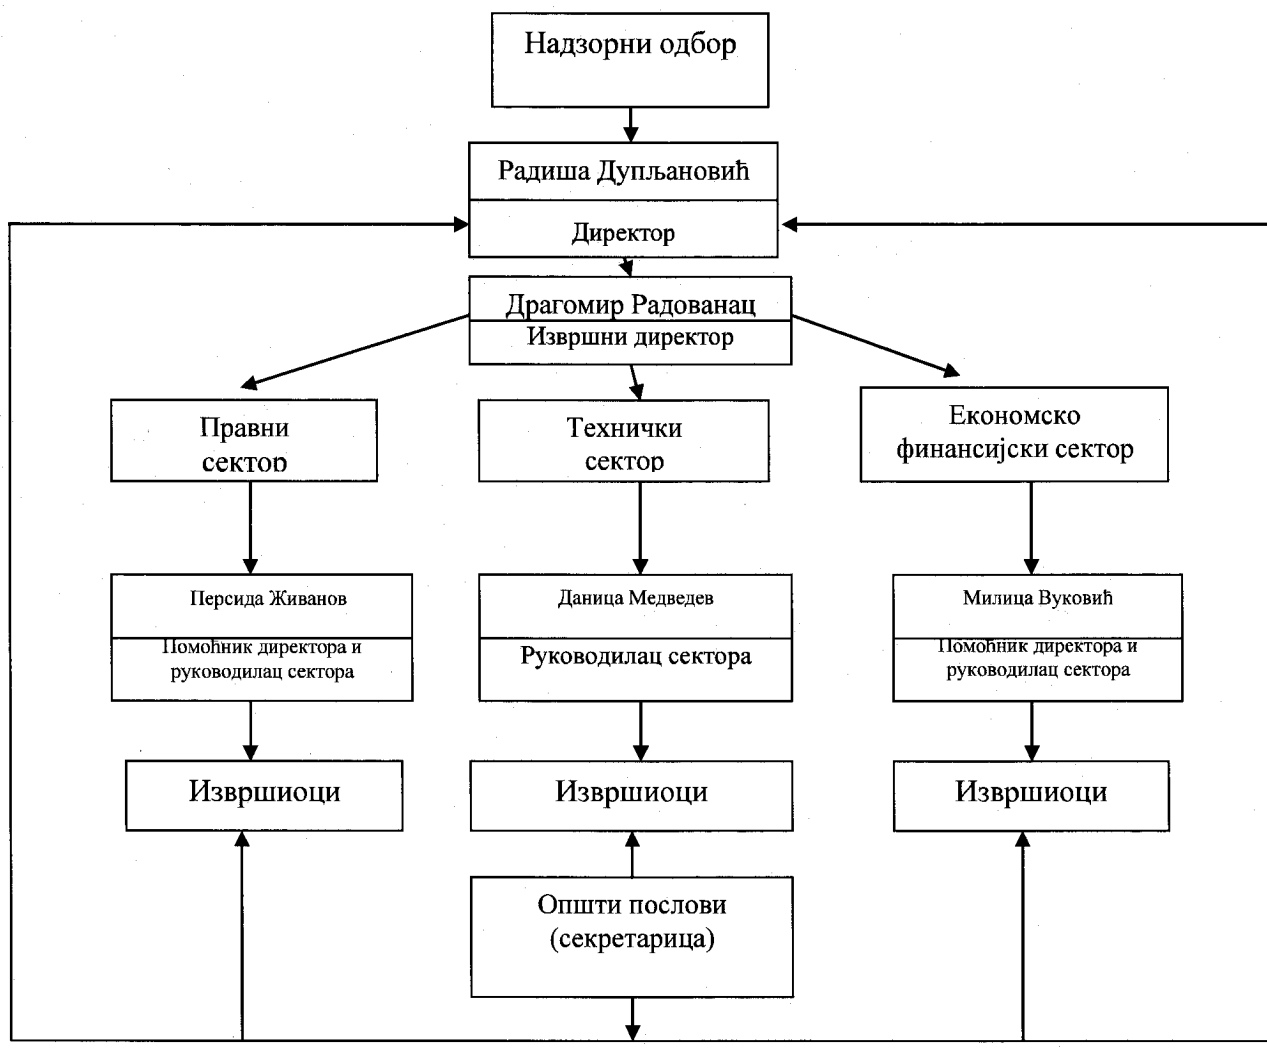 Надзорни одбор
Радиша Дупљановић
Директор
Драгомир Радованац
Извршни директор
Правни
сектор
Технички
сектор
Економско
финансијски сектор
Персида Живанов
Помоћник директора и
руководилац сектора
Даница Медведев
Руководилац сектора
Милица Вуковић
Помоћник директора и
руководилац сектора
Извршиоци
Извршиоци
Извршиоци
Општи послови
(секретарица)